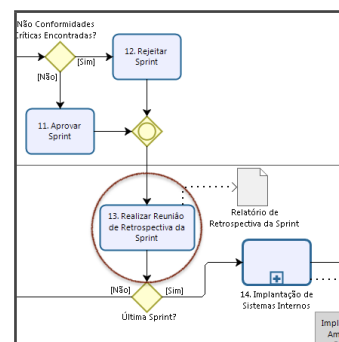 Não Conformidades
Críticas Encontradas?
[Sim]
12. Rejeitar
Sprint
[Não]
11. Aprovar
Sprint
13. Realizar Reunião
de Retrospectiva da
Sprint
Relatório de
Retrospectiva da Sprint
[Não]
[Sim]
Última Sprint?
14. Implantação de
Sistemas Internos